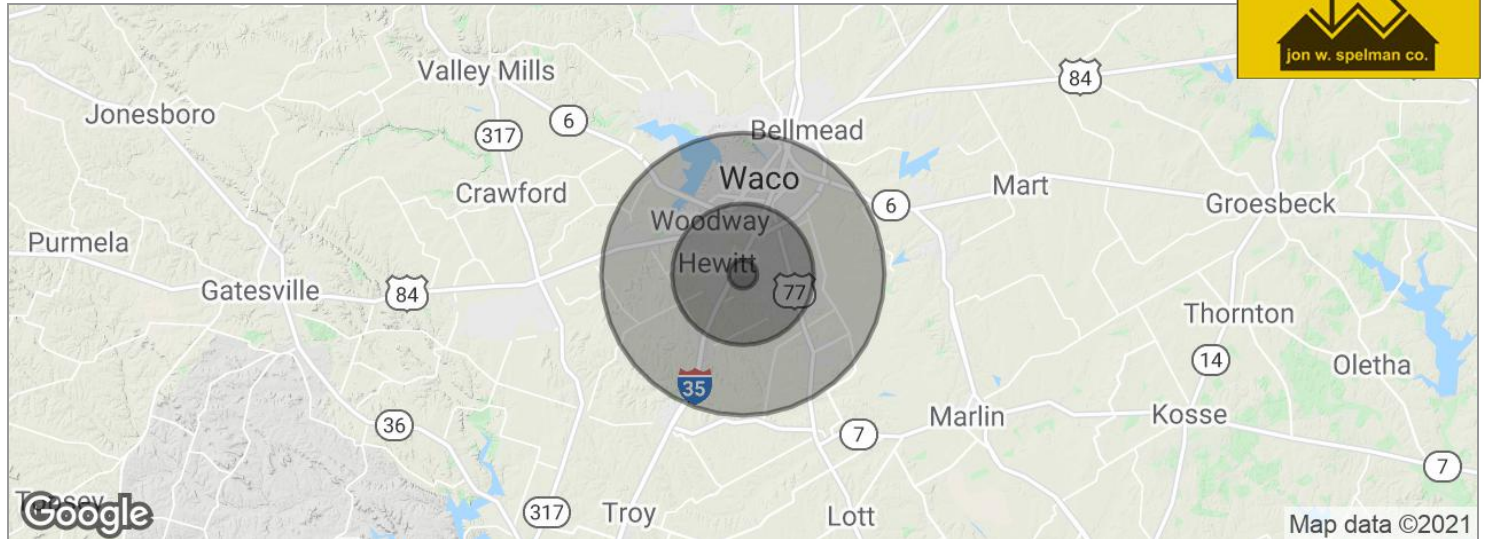 jon w. spelman co.
Valley Mills
84
Jonesboro
6
317
Bellmead
Waco
Crawford
Mart
6
Groesbeck
Woodway
Purmela
Hewitt
Gatesville
84
77
Thornton
14
Oletha
35
36
Marlin
Kosse
7
7
Topsey
Google
317
Troy
Lott
Map data ©2021